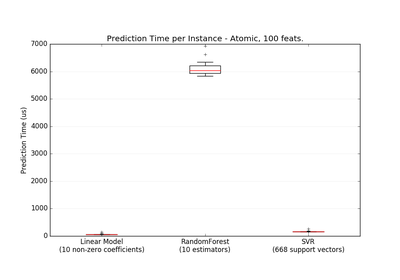 Prediction Time per Instance - Atomic, 100 feats.
Prediction Time (us)
7000
6000
5000
4000
3000
2000
1000
0
Linear Model
(10 non-zero coefficients)
RandomForest
(10 estimators)
SVR
(668 support vectors)